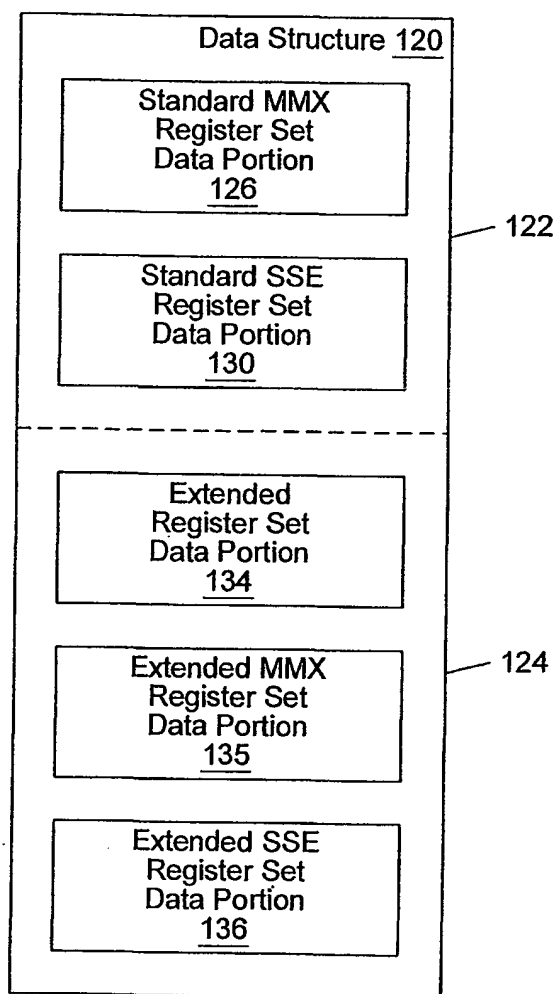 Data Structure 120
Standard MMX
Register Set
Data Portion
126
122
Standard SSE
Register Set
Data Portion
130
Extended
Register Set
Data Portion
134
124
Extended MMX
Register Set
Data Portion
135
Extended SSE
Register Set
Data Portion
136